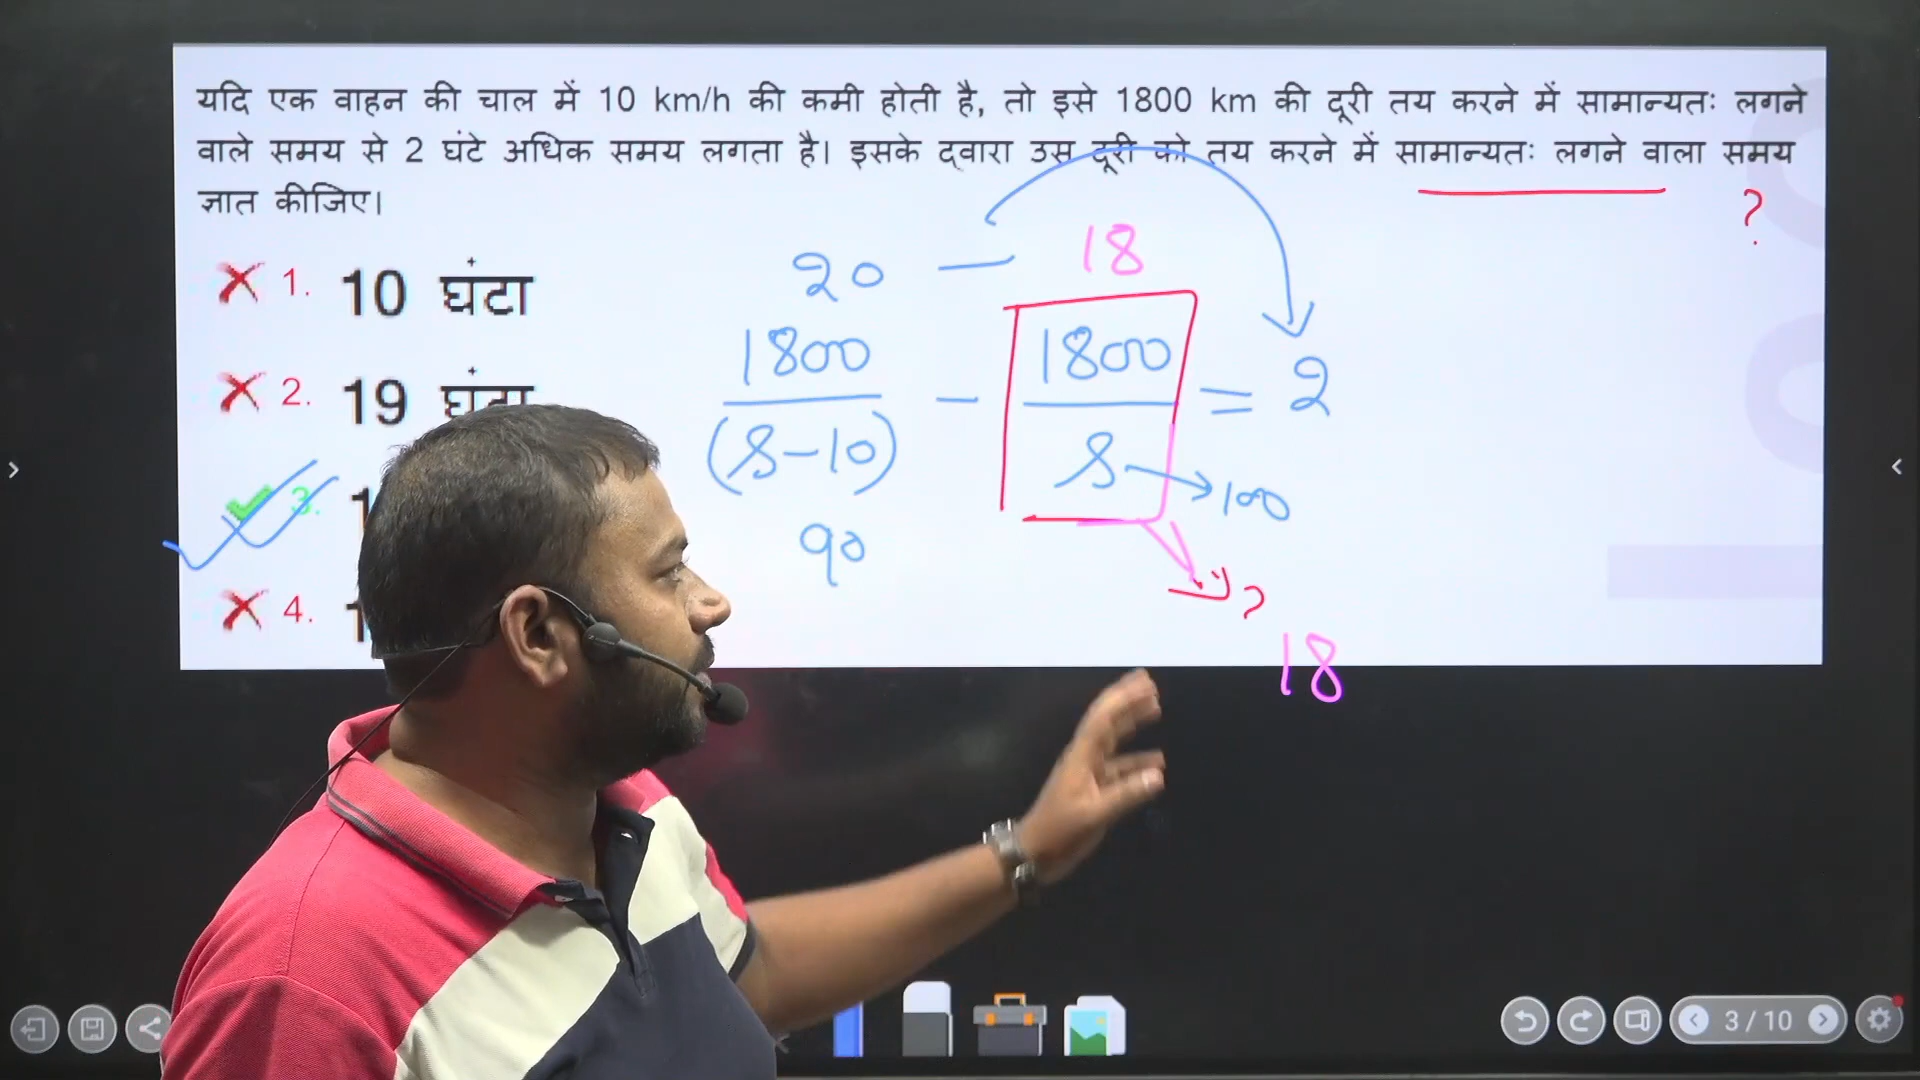 यदि एक वाहन की चाल में 10 km/h की कमी होती है, तो इसे 1800 km की दूरी तय करने में सामान्यतः लगने
वाले समय से 2 घंटे अधिक समय लगता है। इसके द्वारा उस दूरी को तय करने में सामान्यतः लगने वाला समय
ज्ञात कीजिए।
?
1. 10 घंटा
2. 19 घंटा
3. 1
4. 1
20 — 18
1800/(S-10) - 1800/S = 2
100
90
?
18
3 / 10